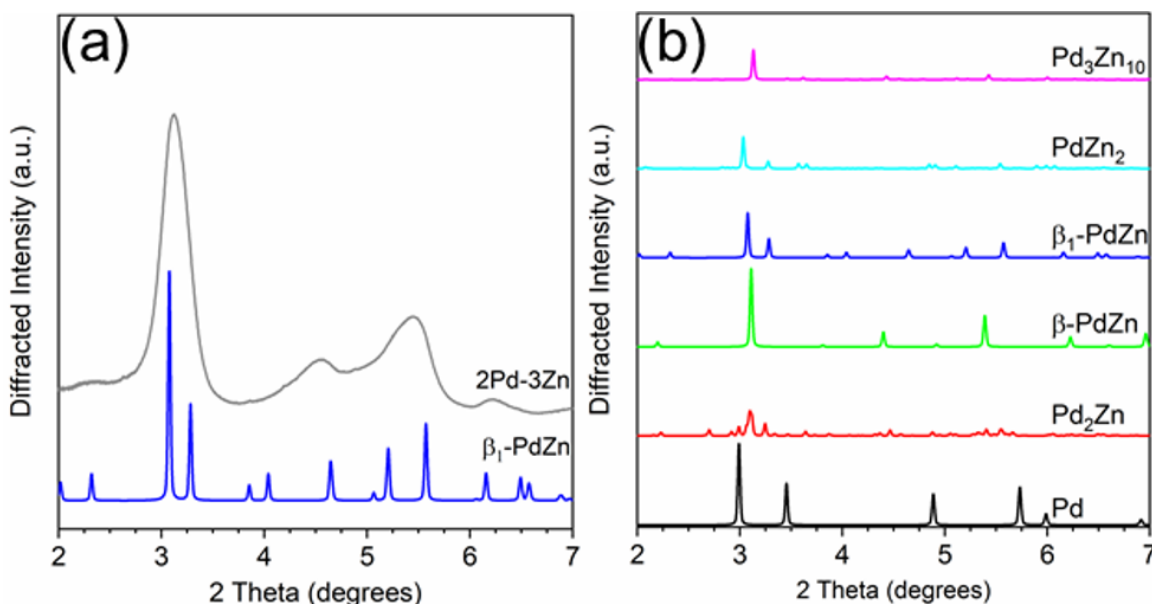 (a)
Diffracted Intensity (a.u.)
2Pd-3Zn
β₁-PdZn
2 3 4 5 6 7
2 Theta (degrees)
(b)
Diffracted Intensity (a.u.)
Pd₃Zn₁₀
PdZn₂
β₁-PdZn
β-PdZn
Pd₂Zn
Pd
2 3 4 5 6 7
2 Theta (degrees)